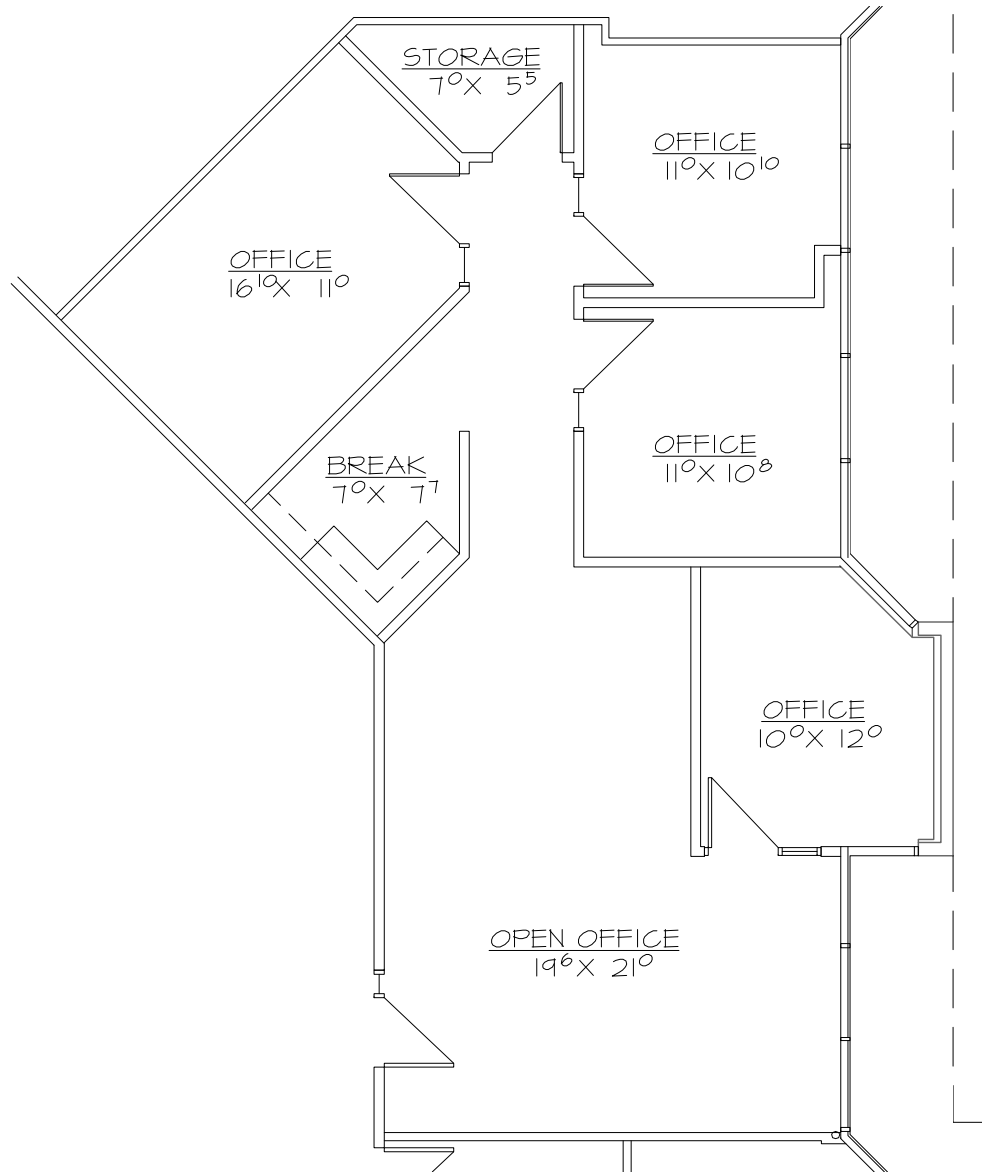 STORAGE
7⁰X 5⁵
OFFICE
11⁰X 10¹⁰
OFFICE
16¹⁰X 11⁰
OFFICE
11⁰X 10⁸
BREAK
7⁰X 7⁷
OFFICE
10⁰X 12⁰
OPEN OFFICE
19⁶X 21⁰